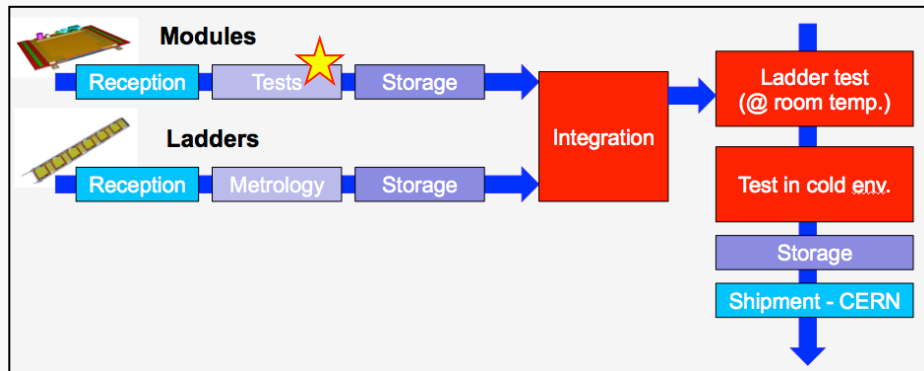 Modules
Reception
Tests
Storage
Ladders
Reception
Metrology
Storage
Integration
Ladder test
(@ room temp.)
Test in cold env.
Storage
Shipment - CERN